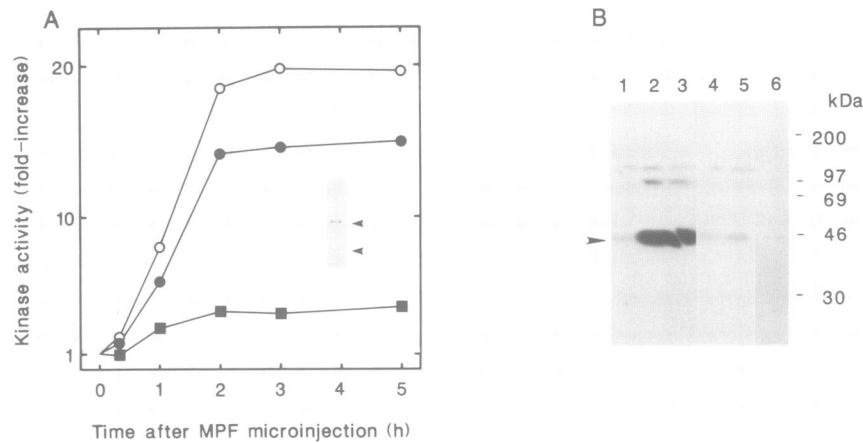 A
Kinase activity (fold-increase)
20
10
1
0 1 2 3 4 5
Time after MPF microinjection (h)
B
1 2 3 4 5 6
kDa
200
97
69
46
30